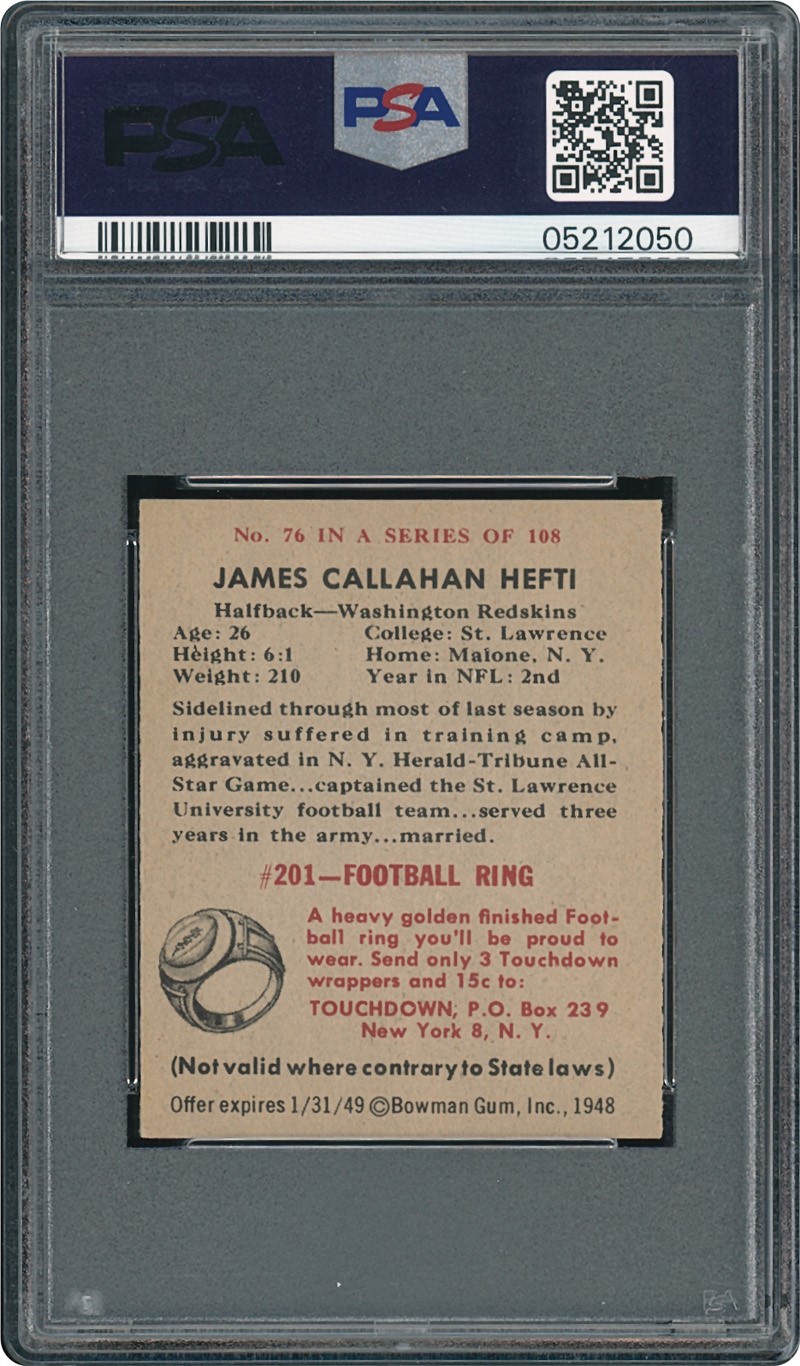 PSA
PSA
05212050
No. 76 IN A SERIES OF 108
JAMES CALLAHAN HEFTI
Halfback—Washington Redskins
Age: 26 College: St. Lawrence
Height: 6:1 Home: Malone, N. Y.
Weight: 210 Year in NFL: 2nd
Sidelined through most of last season by
injury suffered in training camp,
aggravated in N. Y. Herald-Tribune All-
Star Game...captained the St. Lawrence
University football team...served three
years in the army...married.
#201—FOOTBALL RING
A heavy golden finished Foot-
ball ring you'll be proud to
wear. Send only 3 Touchdown
wrappers and 15c to:
TOUCHDOWN, P.O. Box 239
New York 8, N. Y.
(Not valid where contrary to State laws)
Offer expires 1/31/49 ©Bowman Gum, Inc., 1948
PSA